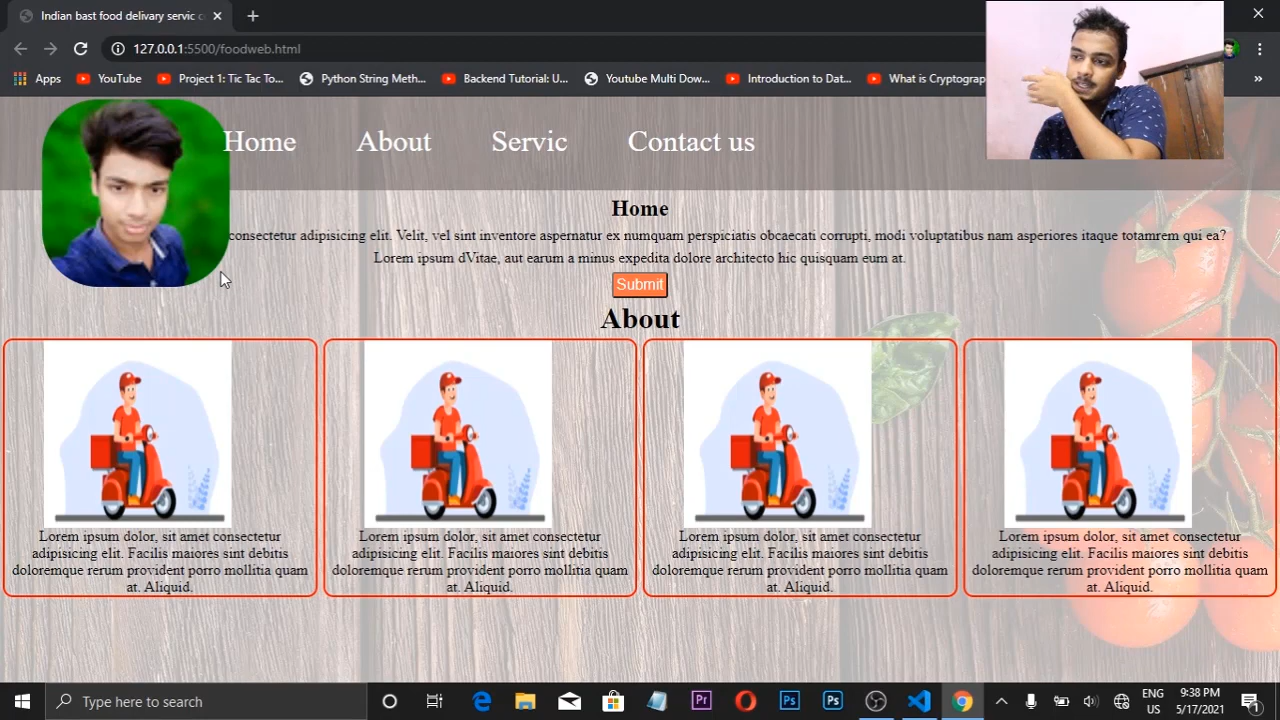 Indian bast food delivary servic c
127.0.0.1:5500/foodweb.html
Apps
YouTube
Project 1: Tic Tac To...
Python String Meth...
Backend Tutorial: U...
Youtube Multi Dow...
Introduction to Dat...
What is Cryptograp
»
Home
About
Servic
Contact us
Home
consectetur adipisicing elit. Velit, vel sint inventore aspernatur ex numquam perspiciatis obcaecati corrupti, modi voluptatibus nam asperiores itaque totamrem qui ea?
Lorem ipsum dVitae, aut earum a minus expedita dolore architecto hic quisquam eum at.
Submit
About
Lorem ipsum dolor, sit amet consectetur
adipisicing elit. Facilis maiores sint debitis
doloremque rerum provident porro mollitia quam
at. Aliquid.
Lorem ipsum dolor, sit amet consectetur
adipisicing elit. Facilis maiores sint debitis
doloremque rerum provident porro mollitia quam
at. Aliquid.
Lorem ipsum dolor, sit amet consectetur
adipisicing elit. Facilis maiores sint debitis
doloremque rerum provident porro mollitia quam
at. Aliquid.
Lorem ipsum dolor, sit amet consectetur
adipisicing elit. Facilis maiores sint debitis
doloremque rerum provident porro mollitia quam
at. Aliquid.
Type here to search
Pr
Ps
Ps
ENG
US
9:38 PM
5/17/2021
1